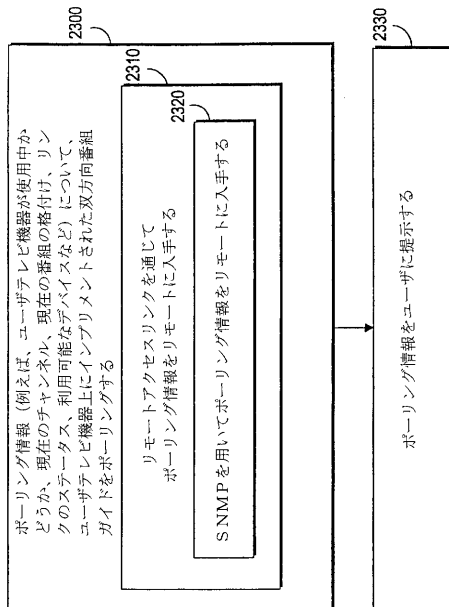 2300
ポーリング情報（例えば、ユーザテレビ機器が使用中か
どうか、現在のチャンネル、現在の番組の格付け、リン
クのステータス、利用可能なデバイスなど）について、
ユーザテレビ機器上にインプリメントされた双方向番組
ガイドをポーリングする
2310
リモートアクセスリンクを通じて
ポーリング情報をリモートに入手する
2320
SNMPを用いてポーリング情報をリモートに入手する
2330
ポーリング情報をユーザに提示する